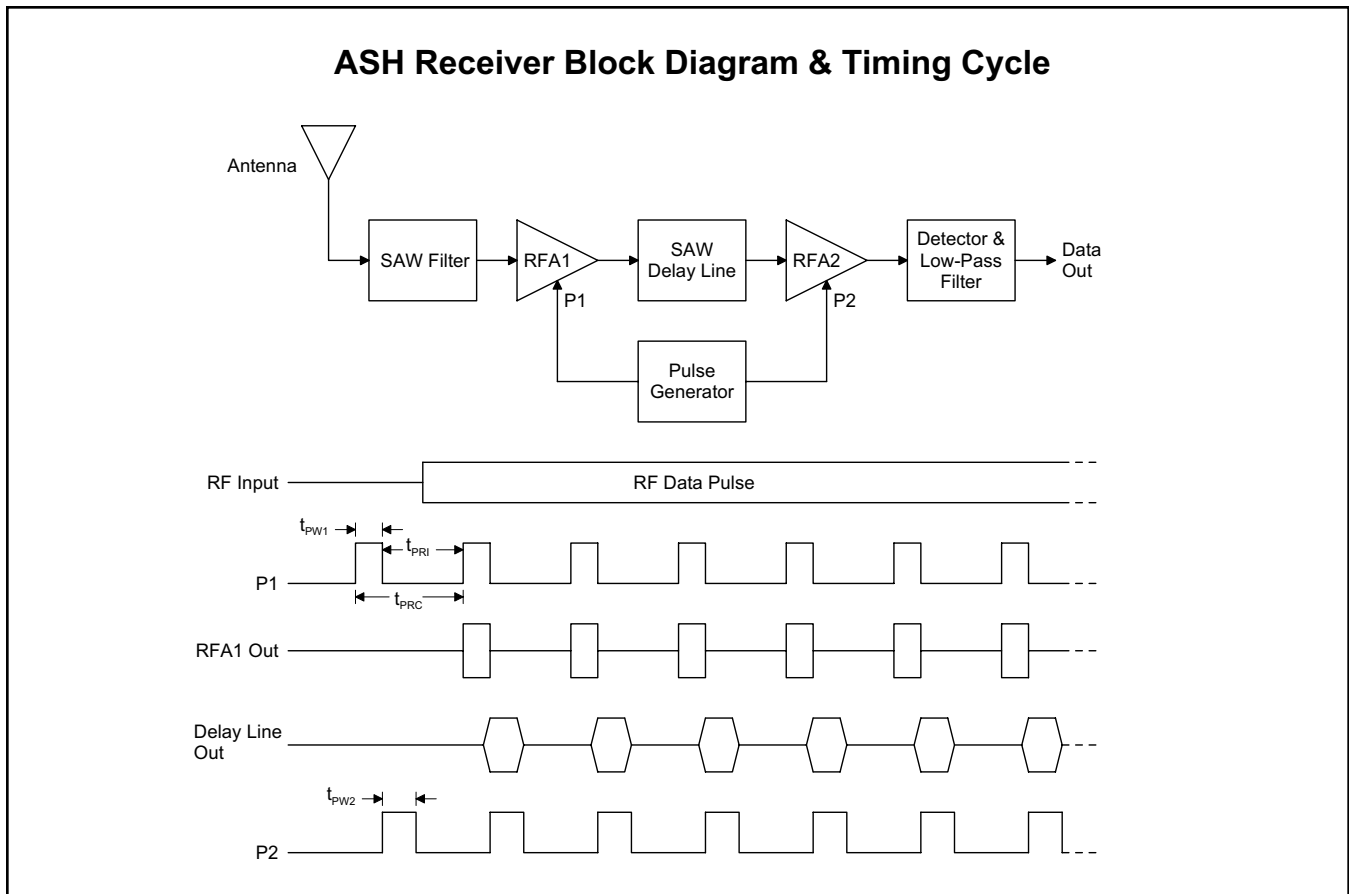 ASH Receiver Block Diagram & Timing Cycle
Antenna
SAW Filter
RFA1
SAW
Delay Line
RFA2
Detector &
Low-Pass
Filter
Data
Out
P1
P2
Pulse
Generator
RF Input
RF Data Pulse
tPW1
tPRI
P1
tPRC
RFA1 Out
Delay Line
Out
tPW2
P2